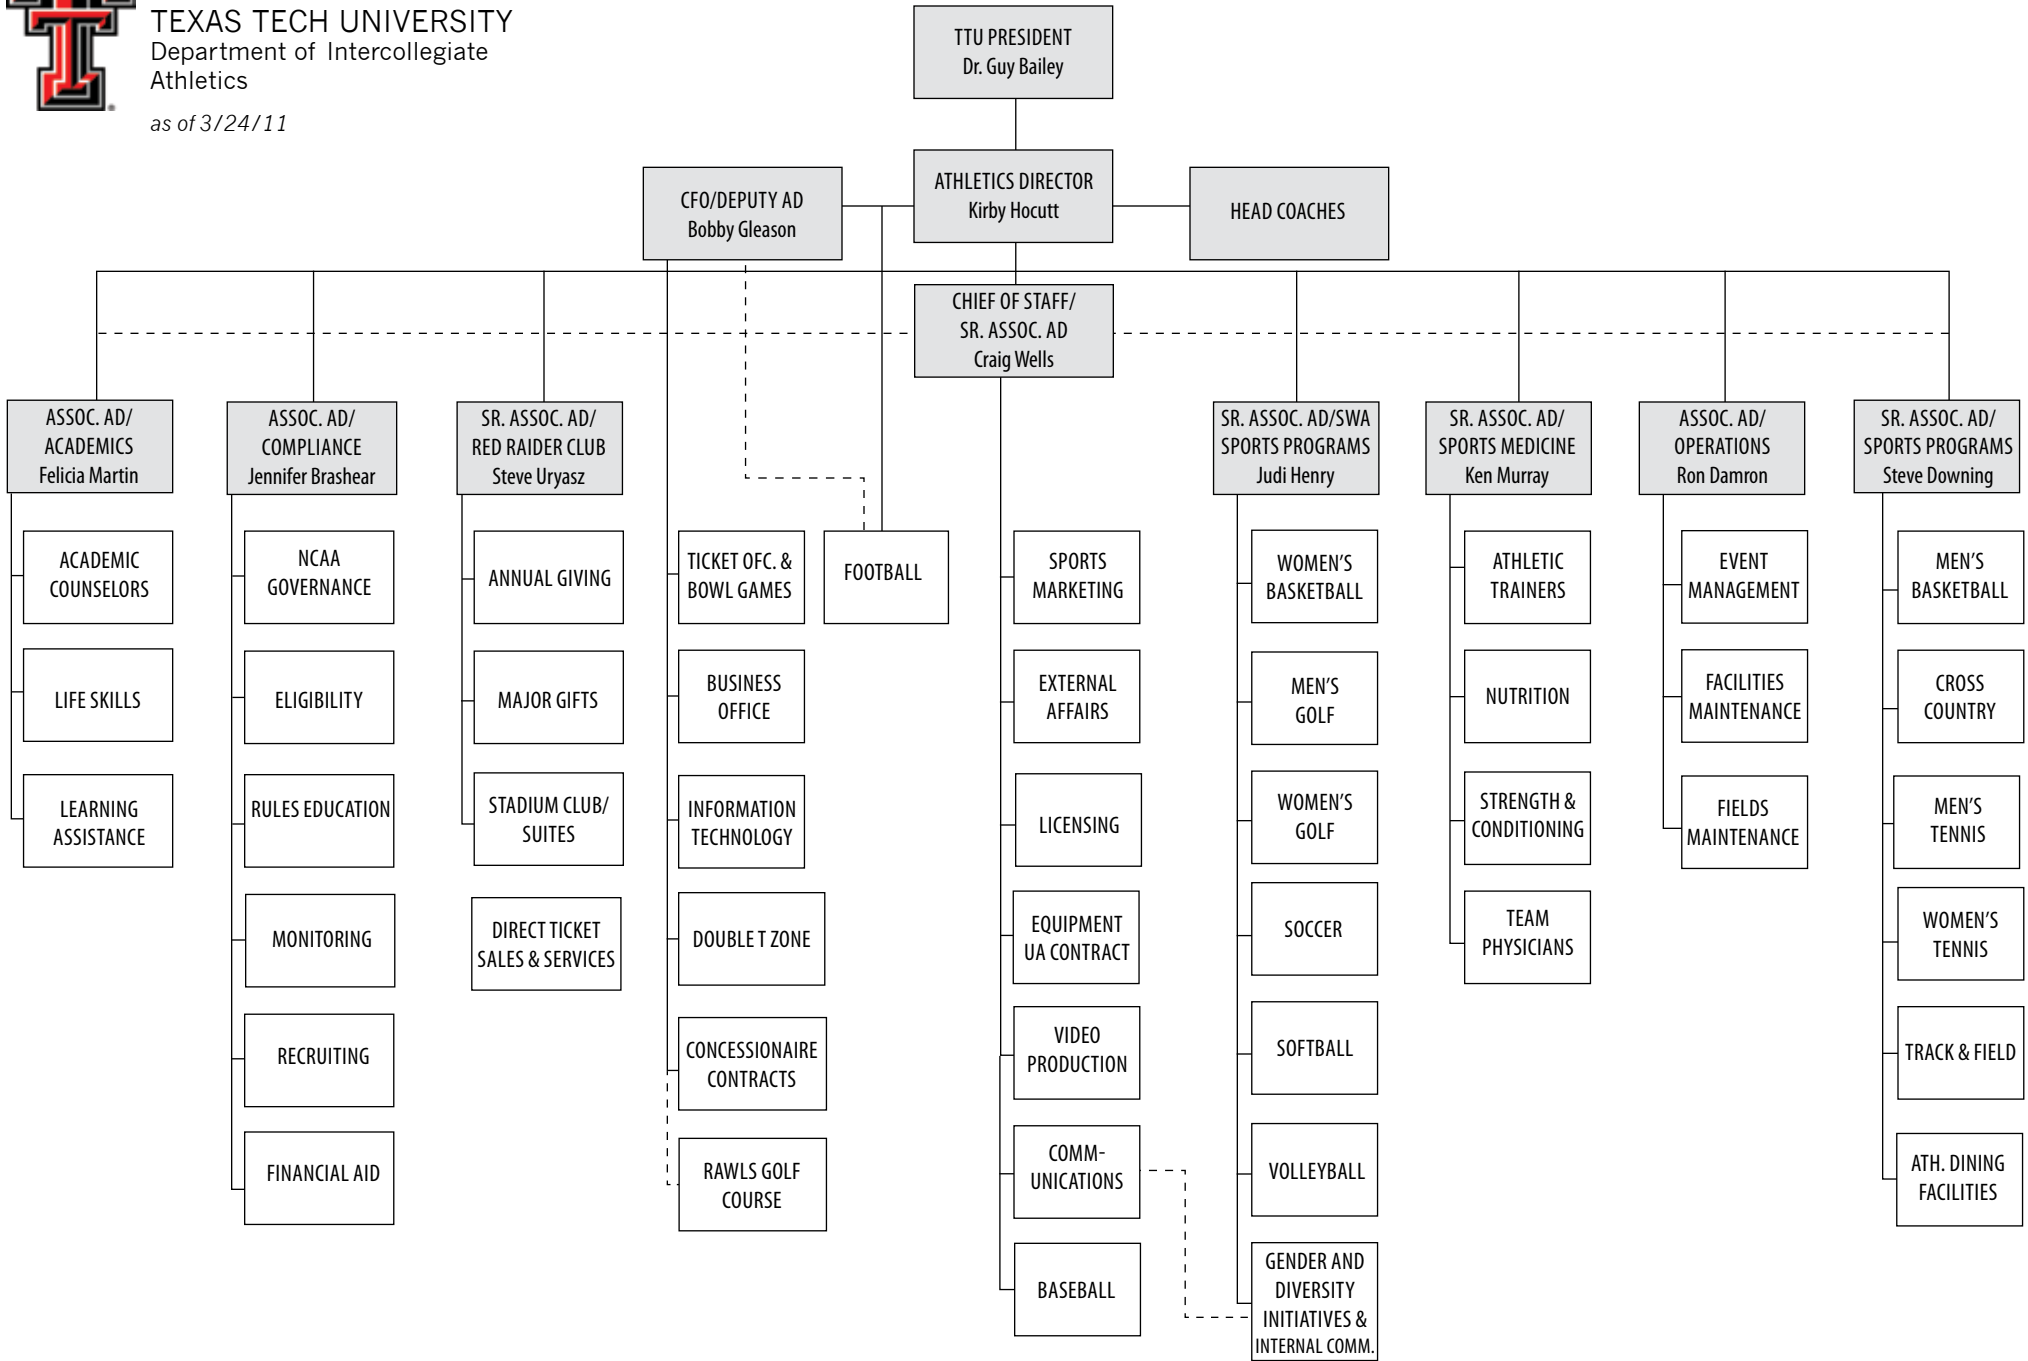 TEXAS TECH UNIVERSITY
Department of Intercollegiate
Athletics
as of 3/24/11
TTU PRESIDENT
Dr. Guy Bailey
CFO/DEPUTY AD
Bobby Gleason
ATHLETICS DIRECTOR
Kirby Hocutt
HEAD COACHES
CHIEF OF STAFF/
SR. ASSOC. AD
Craig Wells
ASSOC. AD/
ACADEMICS
Felicia Martin
ACADEMIC
COUNSELORS
LIFE SKILLS
LEARNING
ASSISTANCE
ASSOC. AD/
COMPLIANCE
Jennifer Brashear
NCAA
GOVERNANCE
ELIGIBILITY
RULES EDUCATION
MONITORING
RECRUITING
FINANCIAL AID
SR. ASSOC. AD/
RED RAIDER CLUB
Steve Uryasz
ANNUAL GIVING
MAJOR GIFTS
STADIUM CLUB/
SUITES
DIRECT TICKET
SALES & SERVICES
TICKET OFC. &
BOWL GAMES
BUSINESS
OFFICE
INFORMATION
TECHNOLOGY
DOUBLE T ZONE
CONCESSIONAIRE
CONTRACTS
RAWLS GOLF
COURSE
FOOTBALL
SPORTS
MARKETING
EXTERNAL
AFFAIRS
LICENSING
EQUIPMENT
UA CONTRACT
VIDEO
PRODUCTION
COMM-
UNICATIONS
BASEBALL
SR. ASSOC. AD/SWA
SPORTS PROGRAMS
Judi Henry
WOMEN'S
BASKETBALL
MEN'S
GOLF
WOMEN'S
GOLF
SOCCER
SOFTBALL
VOLLEYBALL
GENDER AND
DIVERSITY
INITIATIVES &
INTERNAL COMM.
SR. ASSOC. AD/
SPORTS MEDICINE
Ken Murray
ATHLETIC
TRAINERS
NUTRITION
STRENGTH &
CONDITIONING
TEAM
PHYSICIANS
ASSOC. AD/
OPERATIONS
Ron Damron
EVENT
MANAGEMENT
FACILITIES
MAINTENANCE
FIELDS
MAINTENANCE
SR. ASSOC. AD/
SPORTS PROGRAMS
Steve Downing
MEN'S
BASKETBALL
CROSS
COUNTRY
MEN'S
TENNIS
WOMEN'S
TENNIS
TRACK & FIELD
ATH. DINING
FACILITIES